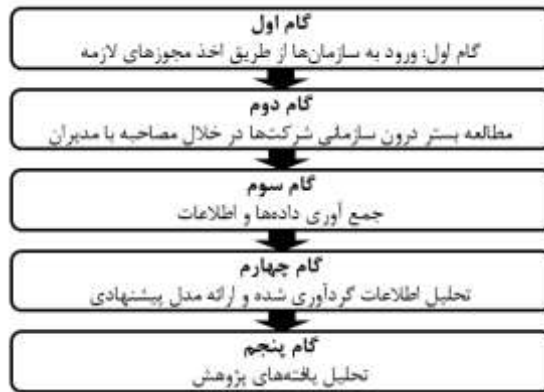 گام اول
گام اول: ورود به سازمان‌ها از طریق اخذ مجوزهای لازمه
گام دوم
مطالعه بستر درون سازمانی شرکت‌ها در خلال مصاحبه با مدیران
گام سوم
جمع آوری داده‌ها و اطلاعات
گام چهارم
تحلیل اطلاعات گردآوری شده و ارائه مدل پیشنهادی
گام پنجم
تحلیل یافته‌های پژوهش